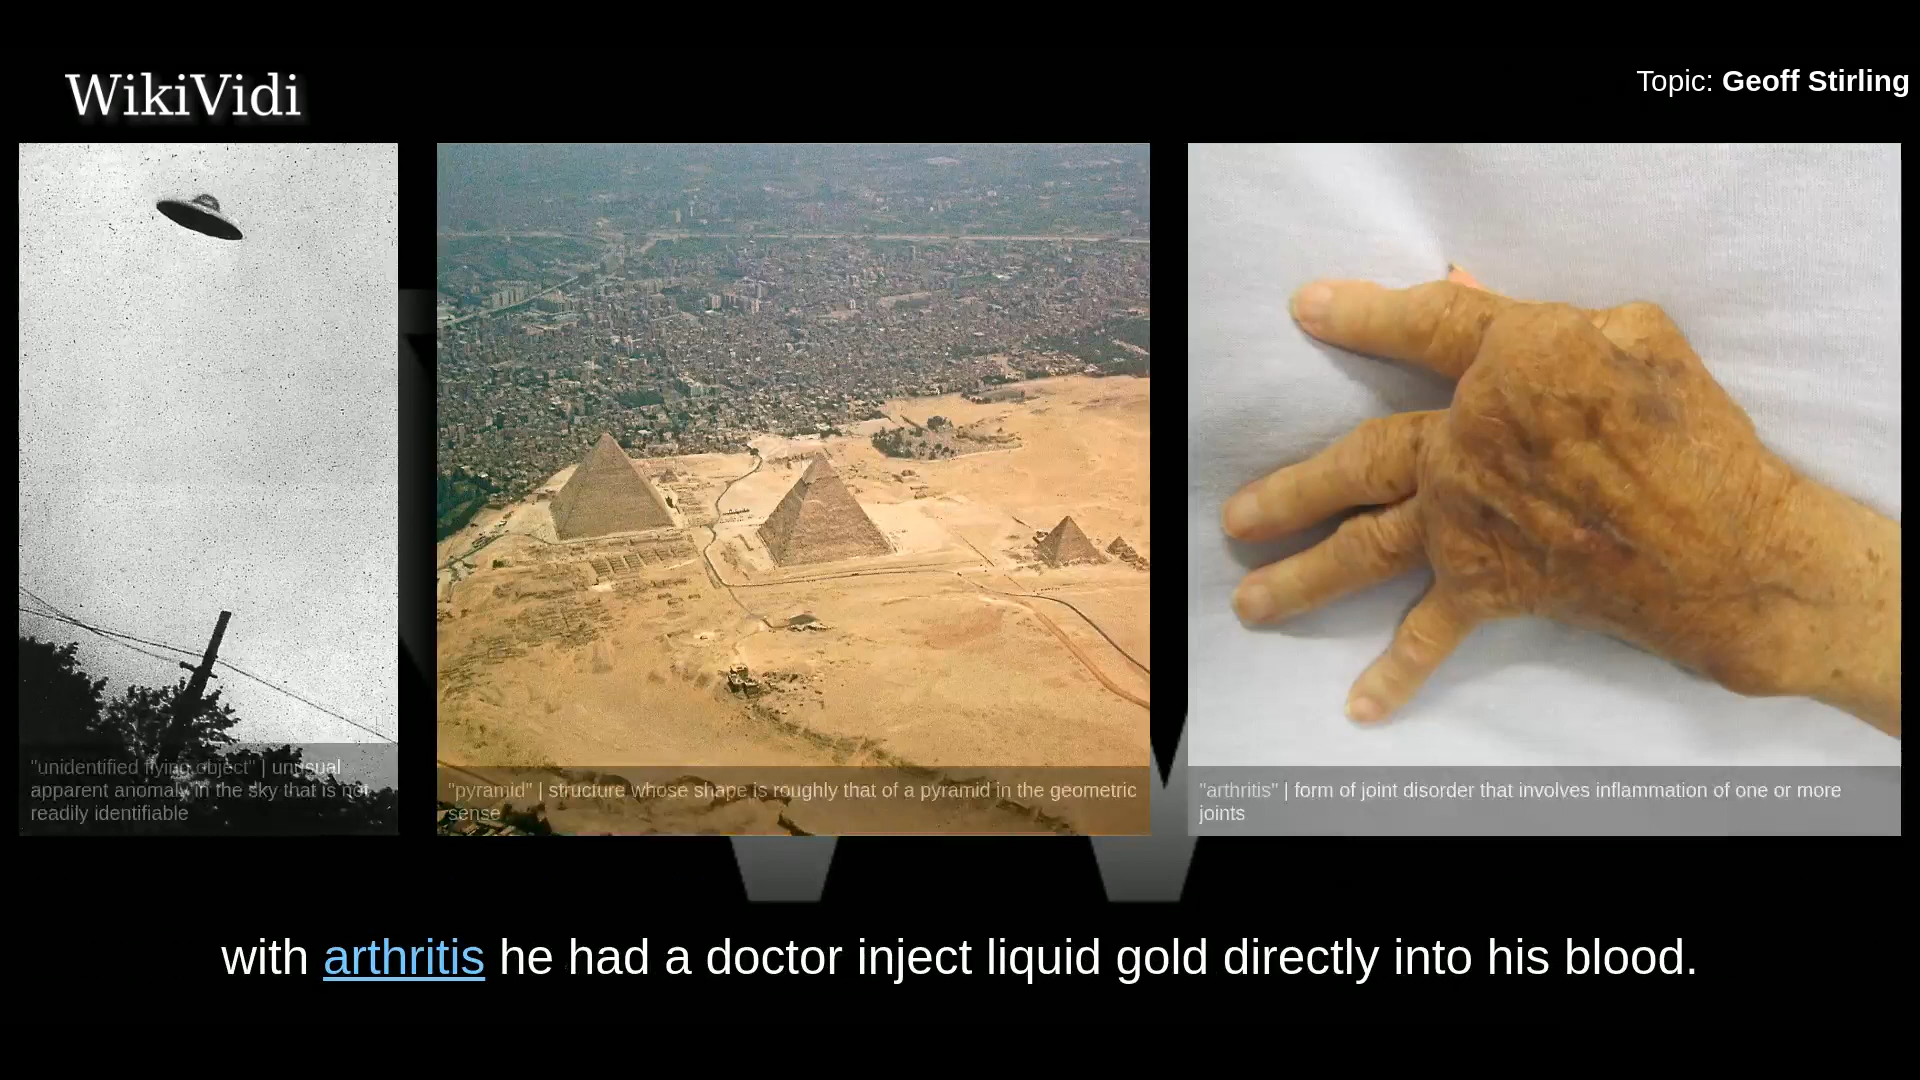 WikiVidi
Topic: Geoff Stirling
"unidentified flying object" | unusual
apparent anomaly in the sky that is not
readily identifiable
"pyramid" | structure whose shape is roughly that of a pyramid in the geometric
sense
"arthritis" | form of joint disorder that involves inflammation of one or more
joints
with arthritis he had a doctor inject liquid gold directly into his blood.